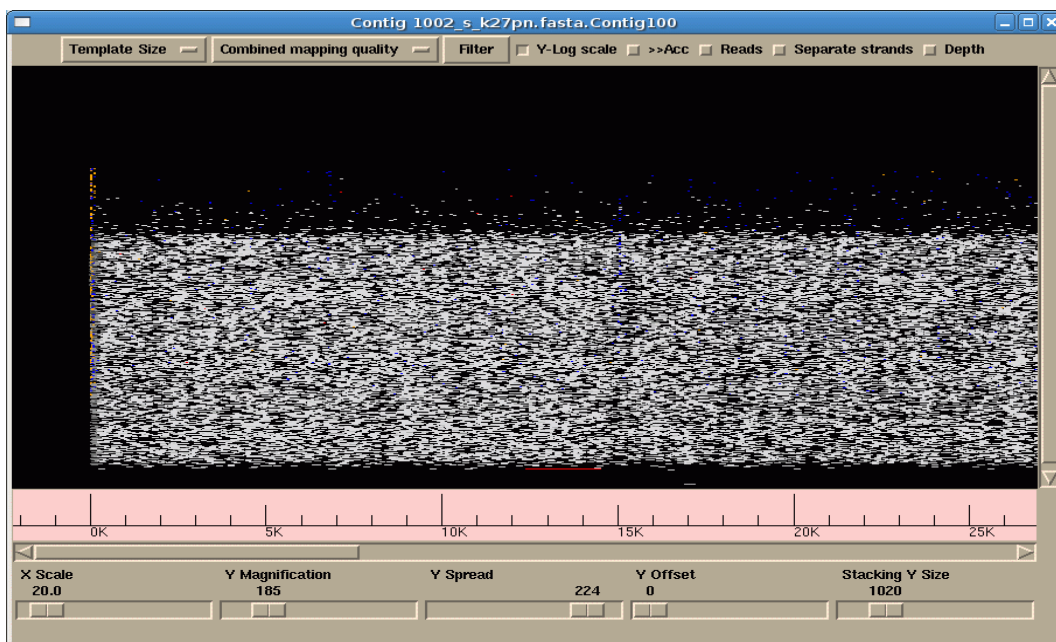 Contig 1002_s_k27pn.fasta.Contig100
Template Size Combined mapping quality Filter Y-Log scale >>Acc Reads Separate strands Depth
0K 5K 10K 15K 20K 25K
X Scale Y Magnification Y Spread Y Offset Stacking Y Size
20.0 185 224 0 1020